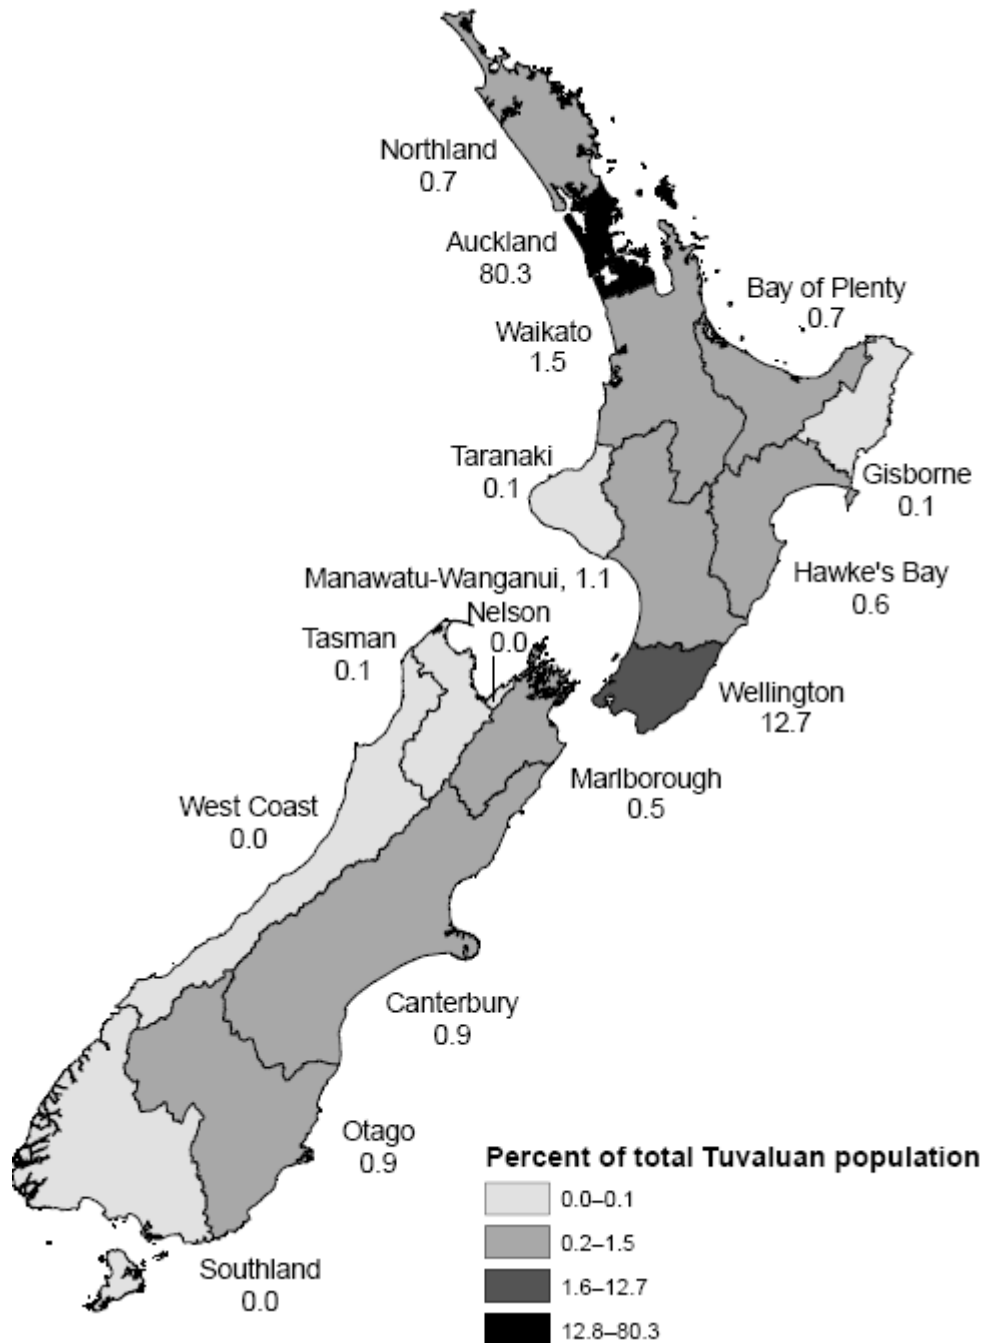 Northland
0.7
Auckland
80.3
Bay of Plenty
0.7
Waikato
1.5
Taranaki
0.1
Gisborne
0.1
Hawke's Bay
0.6
Manawatu-Wanganui, 1.1
Nelson
0.0
Tasman
0.1
Wellington
12.7
Marlborough
0.5
West Coast
0.0
Canterbury
0.9
Otago
0.9
Southland
0.0
Percent of total Tuvaluan population
0.0–0.1
0.2–1.5
1.6–12.7
12.8–80.3